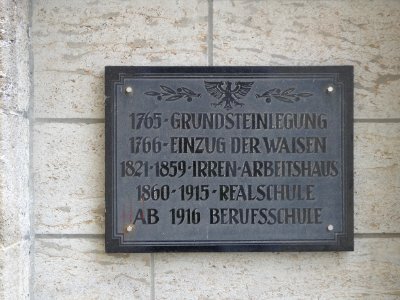 1765 - GRUNDSTEINLEGUNG
1766 - EINZUG DER WAISEN
1821-1859-IRREN-ARBEITSHAUS
1860 - 1915 - REALSCHULE
AB 1916 BERUFSSCHULE